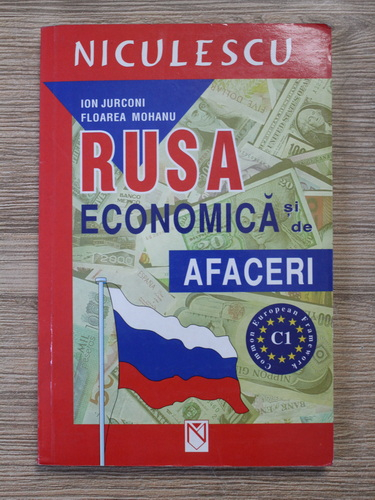 NICULESCU
ION JURCONI
FLOAREA MOHANU
RUSA
ECONOMICĂ și de
AFACERI
Common European Framework
C1